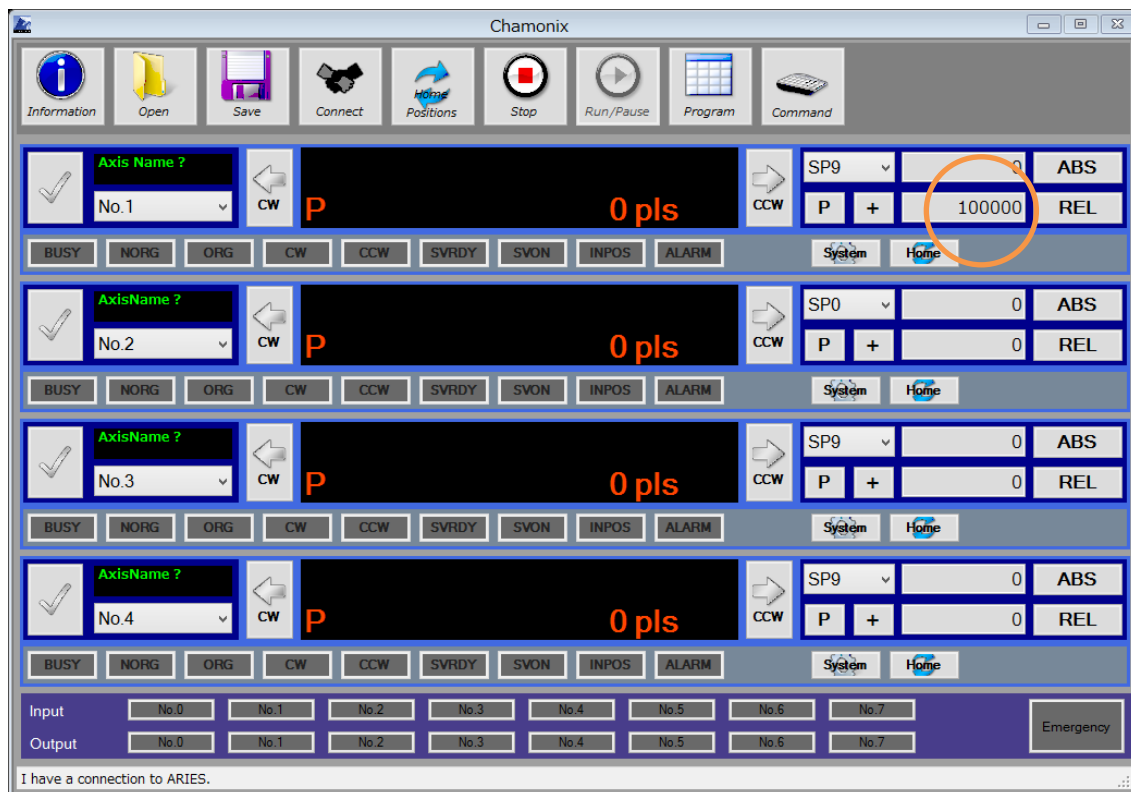 Chamonix
Information Open Save Connect Home Positions Stop Run/Pause Program Command
Axis Name ? SP9 0 ABS
No.1 CW P 0 pls CCW P + 100000 REL
BUSY NORG ORG CW CCW SVRDY SVON INPOS ALARM System Home
AxisName ? SP0 0 ABS
No.2 CW P 0 pls CCW P + 0 REL
BUSY NORG ORG CW CCW SVRDY SVON INPOS ALARM System Home
AxisName ? SP9 0 ABS
No.3 CW P 0 pls CCW P + 0 REL
BUSY NORG ORG CW CCW SVRDY SVON INPOS ALARM System Home
AxisName ? SP9 0 ABS
No.4 CW P 0 pls CCW P + 0 REL
BUSY NORG ORG CW CCW SVRDY SVON INPOS ALARM System Home
Input No.0 No.1 No.2 No.3 No.4 No.5 No.6 No.7
Output No.0 No.1 No.2 No.3 No.4 No.5 No.6 No.7 Emergency
I have a connection to ARIES.